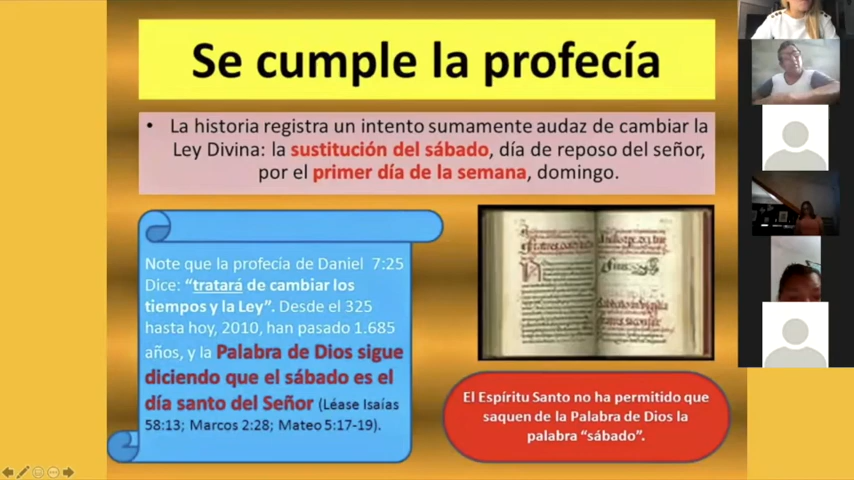 Se cumple la profecía
• La historia registra un intento sumamente audaz de cambiar la
Ley Divina: la sustitución del sábado, día de reposo del señor,
por el primer día de la semana, domingo.
Note que la profecía de Daniel 7:25
Dice: “tratará de cambiar los
tiempos y la Ley”. Desde el 325
hasta hoy, 2010, han pasado 1.685
años, y la Palabra de Dios sigue
diciendo que el sábado es el
día santo del Señor (Léase Isaías
58:13; Marcos 2:28; Mateo 5:17-19).
El Espíritu Santo no ha permitido que
saquen de la Palabra de Dios la
palabra “sábado”.